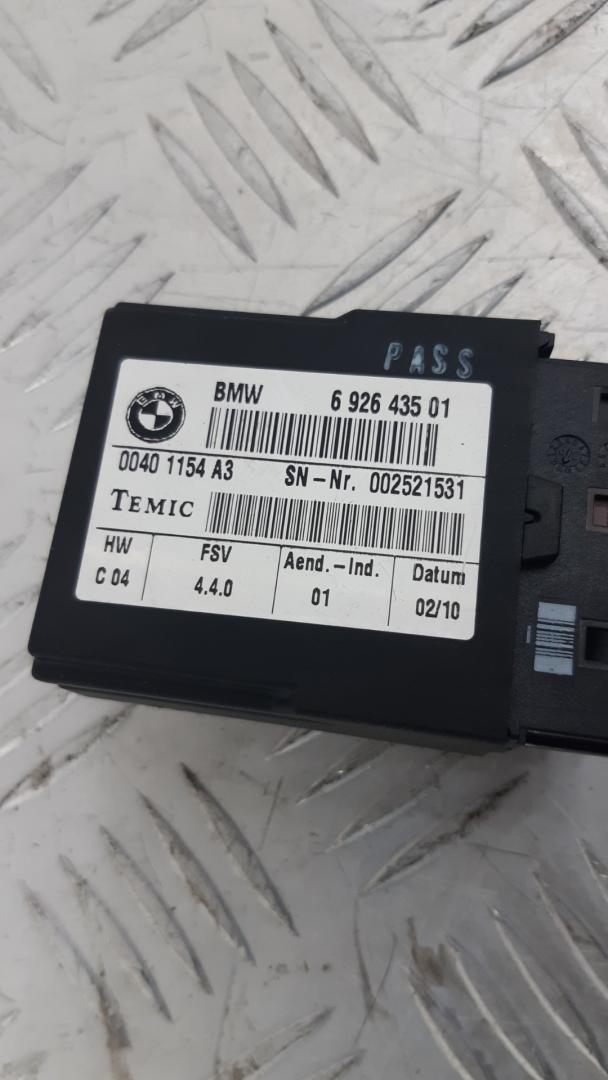 PASS
BMW 6 926 435 01
BMW
0040 1154 A3 SN-Nr. 002521531
TEMIC
HW FSV Aend.-Ind. Datum
C 04 4.4.0 01 02/10